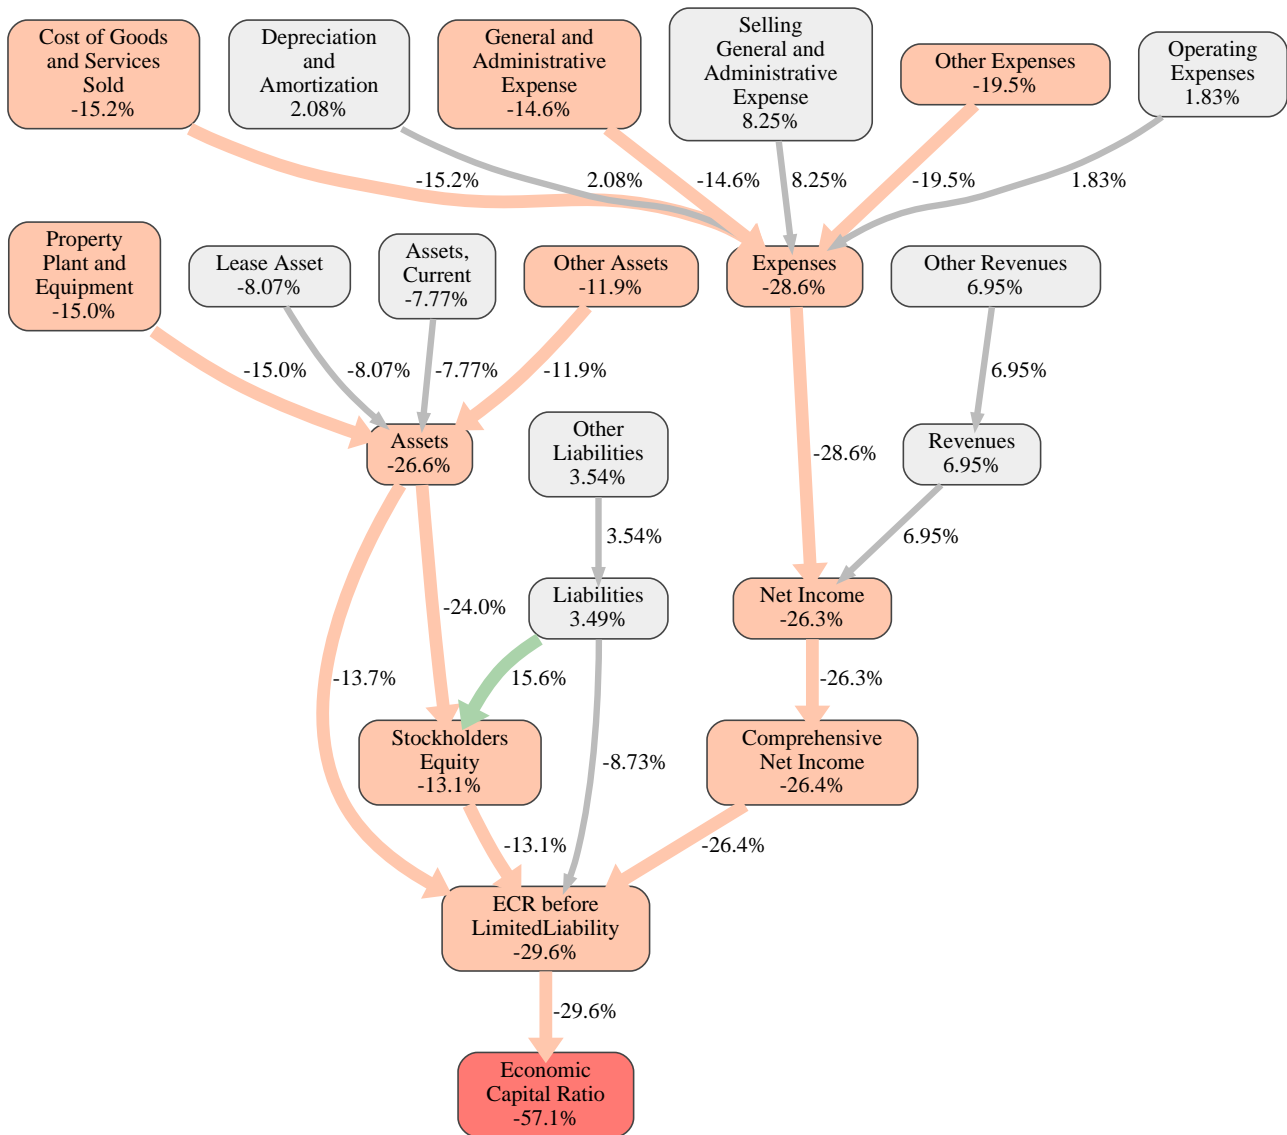 Cost of Goods
and Services
Sold
-15.2%
Depreciation
and
Amortization
2.08%
General and
Administrative
Expense
-14.6%
Selling
General and
Administrative
Expense
8.25%
Other Expenses
-19.5%
Operating
Expenses
1.83%
-15.2%
2.08%
-14.6%
8.25%
-19.5%
1.83%
Property
Plant and
Equipment
-15.0%
Lease Asset
-8.07%
Assets,
Current
-7.77%
Other Assets
-11.9%
Expenses
-28.6%
Other Revenues
6.95%
-15.0%
-8.07%
-7.77%
-11.9%
6.95%
Assets
-26.6%
Other
Liabilities
3.54%
-28.6%
Revenues
6.95%
3.54%
6.95%
-24.0%
Liabilities
3.49%
Net Income
-26.3%
-13.7%
15.6%
-26.3%
Stockholders
Equity
-13.1%
-8.73%
Comprehensive
Net Income
-26.4%
-13.1%
-26.4%
ECR before
LimitedLiability
-29.6%
-29.6%
Economic
Capital Ratio
-57.1%